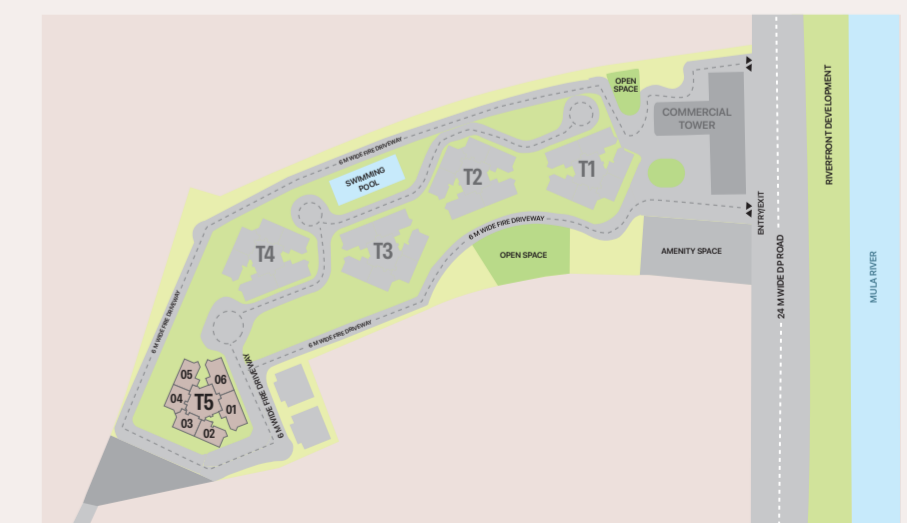 OPEN
SPACE
COMMERCIAL
TOWER
RIVERFRONT DEVELOPMENT
6 M WIDE FIRE DRIVEWAY
SWIMMING
POOL
T2
T1
ENTRY/EXIT
6 M WIDE FIRE DRIVEWAY
T4
T3
OPEN SPACE
AMENITY SPACE
24 M WIDE DP ROAD
MULA RIVER
6 M WIDE FIRE DRIVEWAY
6 M WIDE FIRE DRIVEWAY
6 M WIDE FIRE DRIVEWAY
05
06
04
T5
01
03
02